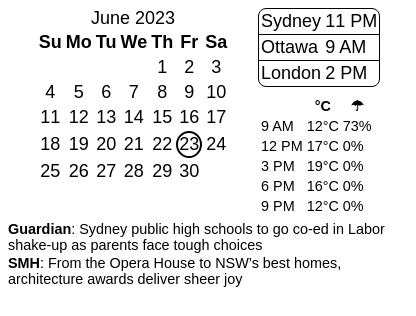 June 2023
Su Mo Tu We Th Fr Sa
1 2 3
4 5 6 7 8 9 10
11 12 13 14 15 16 17
18 19 20 21 22 23 24
25 26 27 28 29 30
Sydney 11 PM
Ottawa 9 AM
London 2 PM
°C ☂
9 AM 12°C 73%
12 PM 17°C 0%
3 PM 19°C 0%
6 PM 16°C 0%
9 PM 12°C 0%
Guardian: Sydney public high schools to go co-ed in Labor
shake-up as parents face tough choices
SMH: From the Opera House to NSW's best homes,
architecture awards deliver sheer joy